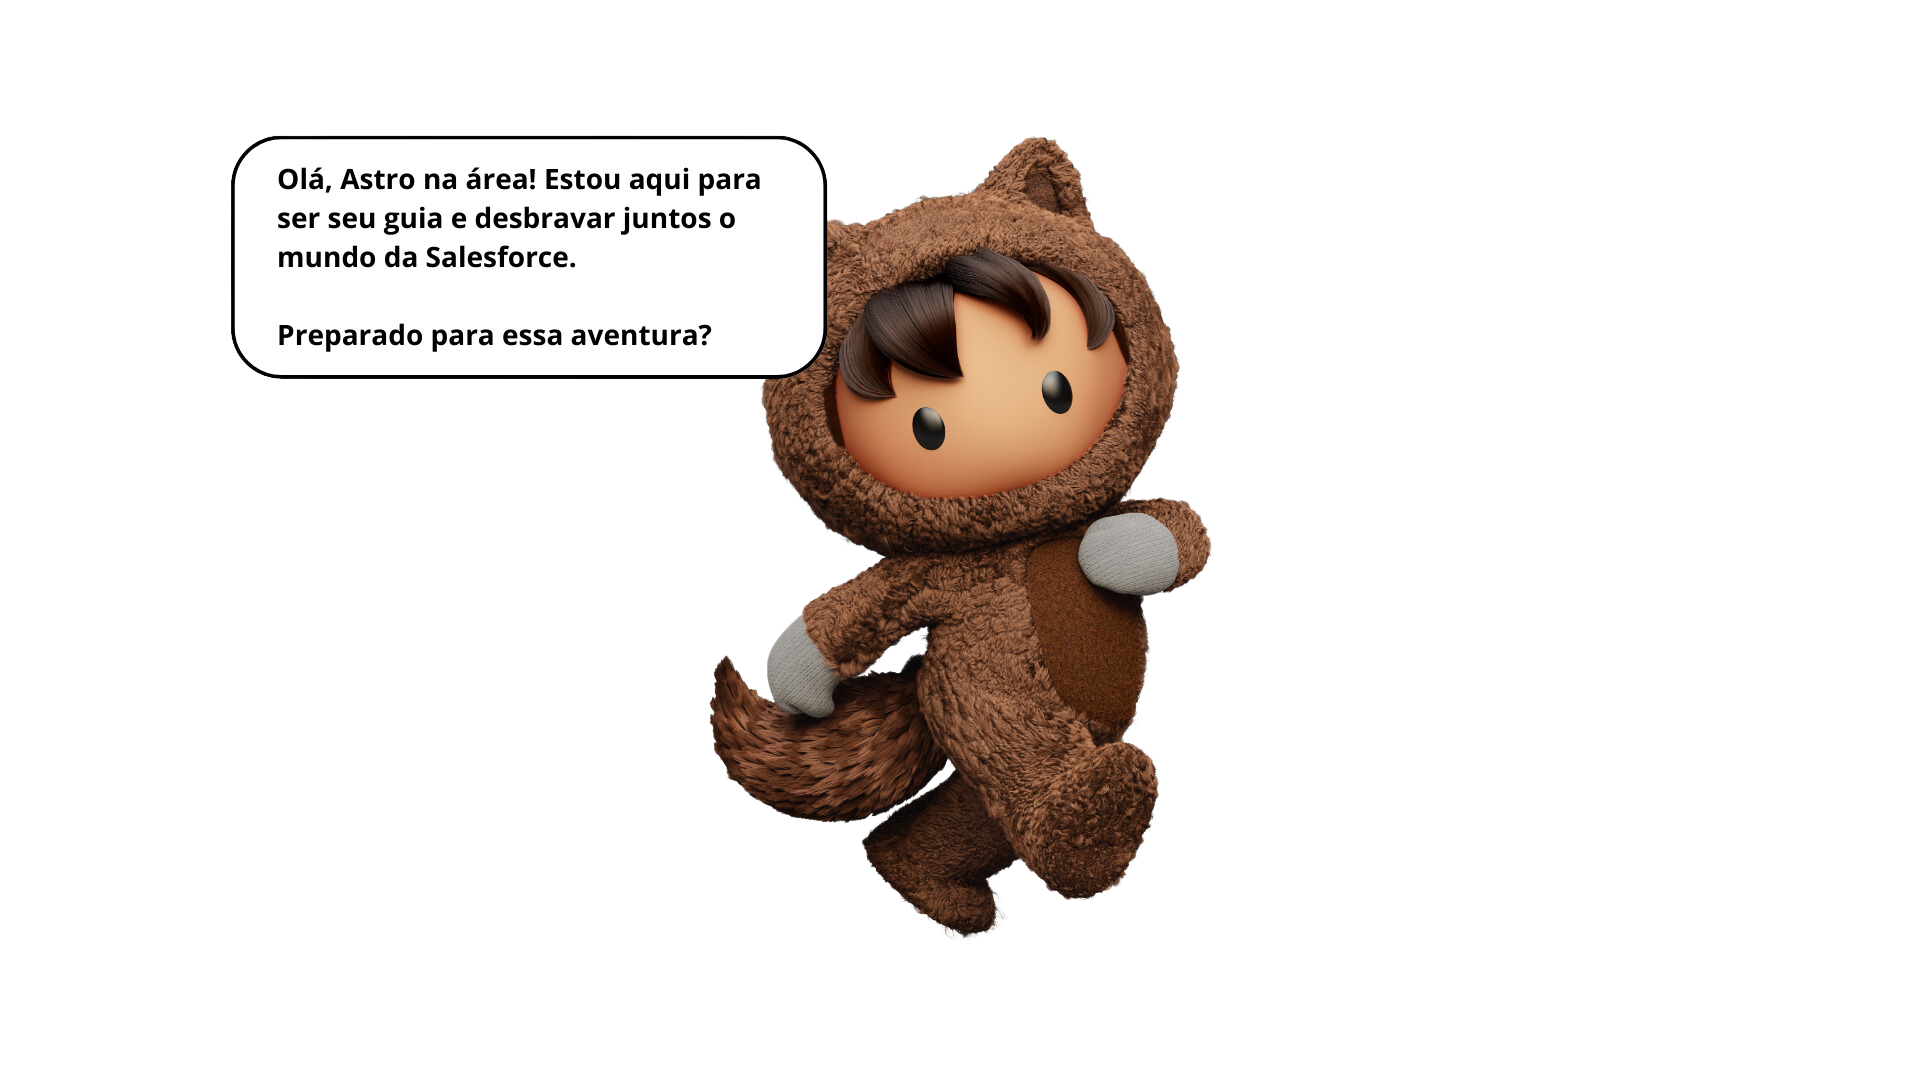 Olá, Astro na área! Estou aqui para
ser seu guia e desbravar juntos o
mundo da Salesforce.
Preparado para essa aventura?